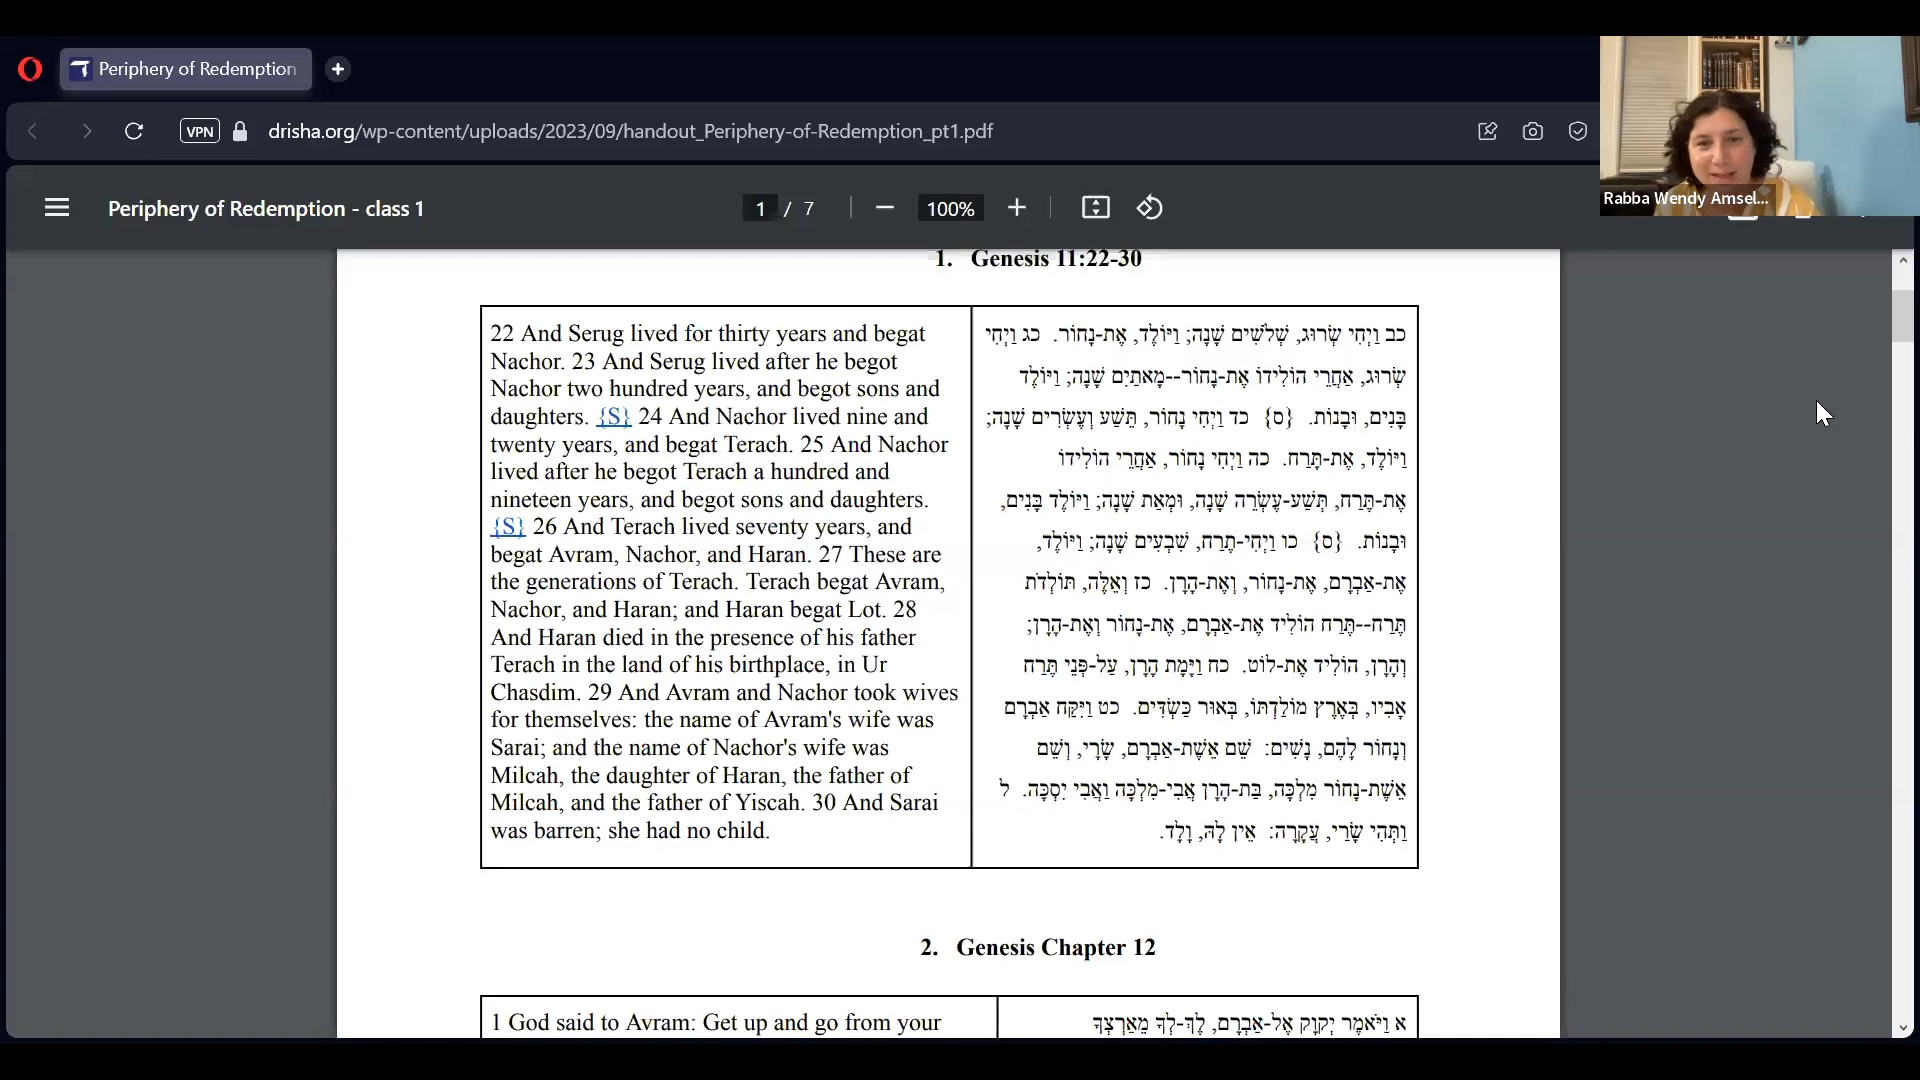 Periphery of Redemption
VPN
drisha.org/wp-content/uploads/2023/09/handout_Periphery-of-Redemption_pt1.pdf
Rabba Wendy Amsel...
Periphery of Redemption - class 1
1 / 7
100%
1. Genesis 11:22-30
22 And Serug lived for thirty years and begat
Nachor. 23 And Serug lived after he begot
Nachor two hundred years, and begot sons and
daughters. {S} 24 And Nachor lived nine and
twenty years, and begat Terach. 25 And Nachor
lived after he begot Terach a hundred and
nineteen years, and begot sons and daughters.
{S} 26 And Terach lived seventy years, and
begat Avram, Nachor, and Haran. 27 These are
the generations of Terach. Terach begat Avram,
Nachor, and Haran; and Haran begat Lot. 28
And Haran died in the presence of his father
Terach in the land of his birthplace, in Ur
Chasdim. 29 And Avram and Nachor took wives
for themselves: the name of Avram's wife was
Sarai; and the name of Nachor's wife was
Milcah, the daughter of Haran, the father of
Milcah, and the father of Yiscah. 30 And Sarai
was barren; she had no child.
כב וַיְחִי שְׂרוּג, שְׁלֹשִׁים שָׁנָה; וַיּוֹלֶד, אֶת-נָחוֹר. כג וַיְחִי
שְׂרוּג, אַחֲרֵי הוֹלִידוֹ אֶת-נָחוֹר--מָאתַיִם שָׁנָה; וַיּוֹלֶד
בָּנִים, וּבָנוֹת. {ס} כד וַיְחִי נָחוֹר, תֵּשַׁע וְעֶשְׂרִים שָׁנָה;
וַיּוֹלֶד, אֶת-תָּרַח. כה וַיְחִי נָחוֹר, אַחֲרֵי הוֹלִידוֹ
אֶת-תֶּרַח, תְּשַׁע-עֶשְׂרֵה שָׁנָה, וּמְאַת שָׁנָה; וַיּוֹלֶד בָּנִים,
וּבָנוֹת. {ס} כו וַיְחִי-תֶרַח, שִׁבְעִים שָׁנָה; וַיּוֹלֶד,
אֶת-אַבְרָם, אֶת-נָחוֹר, וְאֶת-הָרָן. כז וְאֵלֶּה, תּוֹלְדֹת
תֶּרַח--תֶּרַח הוֹלִיד אֶת-אַבְרָם, אֶת-נָחוֹר וְאֶת-הָרָן;
וְהָרָן, הוֹלִיד אֶת-לוֹט. כח וַיָּמָת הָרָן, עַל-פְּנֵי תֶּרַח
אָבִיו, בְּאֶרֶץ מוֹלַדְתּוֹ, בְּאוּר כַּשְׂדִּים. כט וַיִּקַּח אַבְרָם
וְנָחוֹר לָהֶם, נָשִׁים: שֵׁם אֵשֶׁת-אַבְרָם, שָׂרָי, וְשֵׁם
אֵשֶׁת-נָחוֹר מִלְכָּה, בַּת-הָרָן אֲבִי-מִלְכָּה וַאֲבִי יִסְכָּה. ל
וַתְּהִי שָׂרַי, עֲקָרָה: אֵין לָהּ, וָלָד.
2. Genesis Chapter 12
1 God said to Avram: Get up and go from your
א וַיֹּאמֶר יְקוָק אֶל-אַבְרָם, לֶךְ-לְךָ מֵאַרְצְךָ